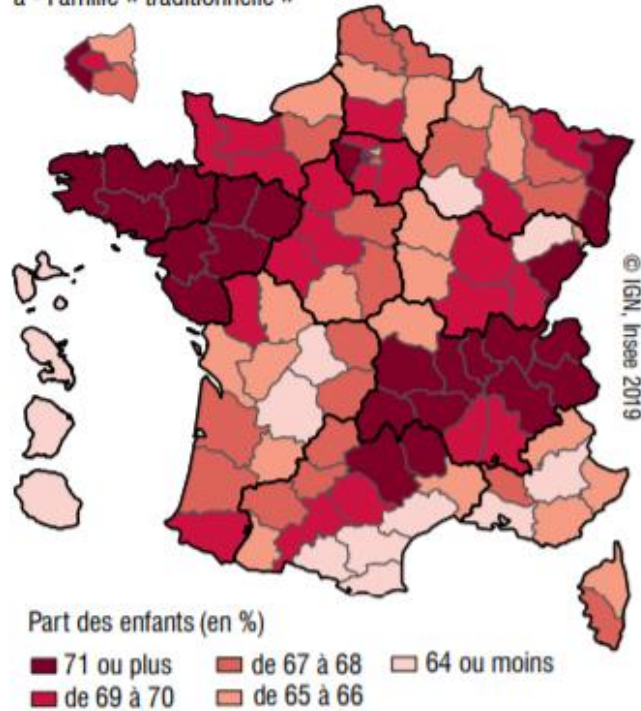 a - Famille « traditionnelle »
© IGN, Insee 2019
Part des enfants (en %)
71 ou plus
de 67 à 68
64 ou moins
de 69 à 70
de 65 à 66